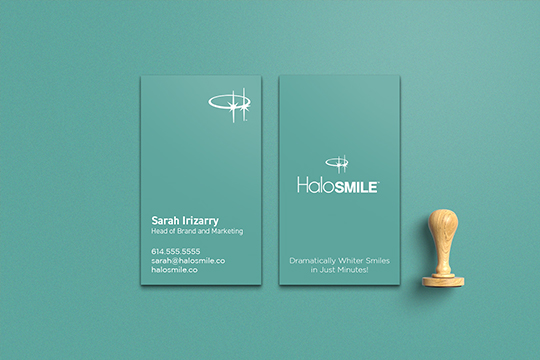 Sarah Irizarry
Head of Brand and Marketing
614.555.5555
sarah@halosmile.co
halosmile.co
HaloSMILE™
Dramatically Whiter Smiles
in Just Minutes!